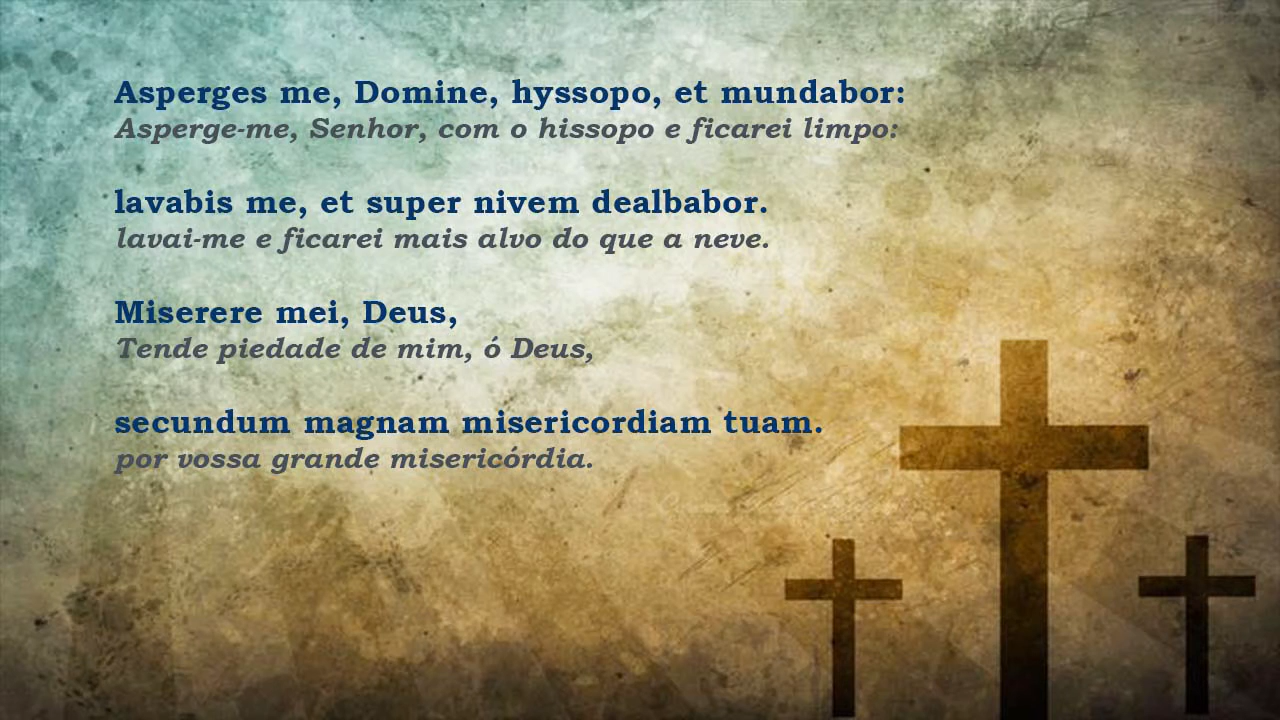 Asperges me, Domine, hyssopo, et mundabor:
Asperge-me, Senhor, com o hissopo e ficarei limpo:
lavabis me, et super nivem dealbabor.
lavai-me e ficarei mais alvo do que a neve.
Miserere mei, Deus,
Tende piedade de mim, ó Deus,
secundum magnam misericordiam tuam.
por vossa grande misericórdia.